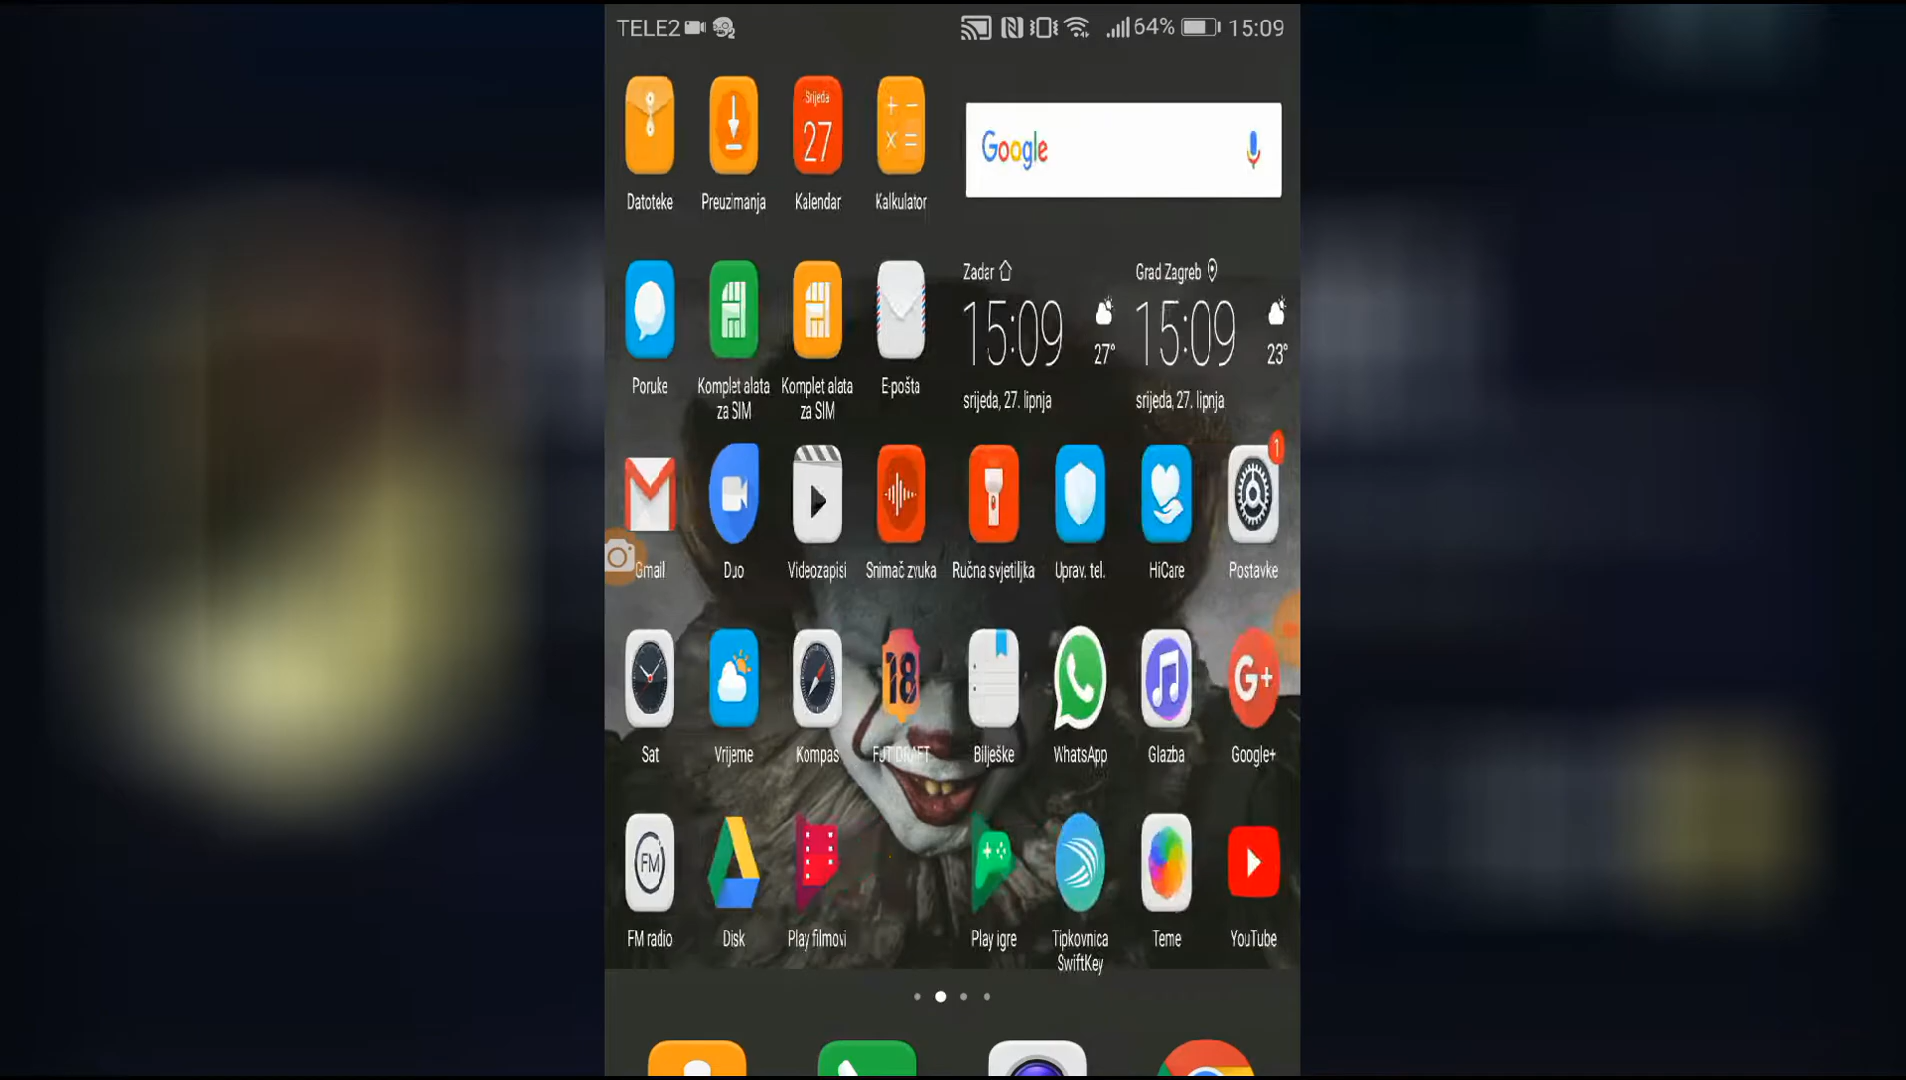 TELE2 64% 15:09
Srijeda
27
Google
Datoteke Preuzimanja Kalendar Kalkulator
Zadar Grad Zagreb
15:09 27° 15:09 23°
Poruke Komplet alata za SIM Komplet alata za SIM E-pošta
srijeda, 27. lipnja srijeda, 27. lipnja
1
Gmail Duo Videozapisi Snimač zvuka Ručna svjetiljka Uprav. tel. HiCare Postavke
18 G+
Sat Vrijeme Kompas FUT DRAFT Bilješke WhatsApp Glazba Google+
FM
FM radio Disk Play filmovi Play igre Tipkovnica SwiftKey Teme YouTube